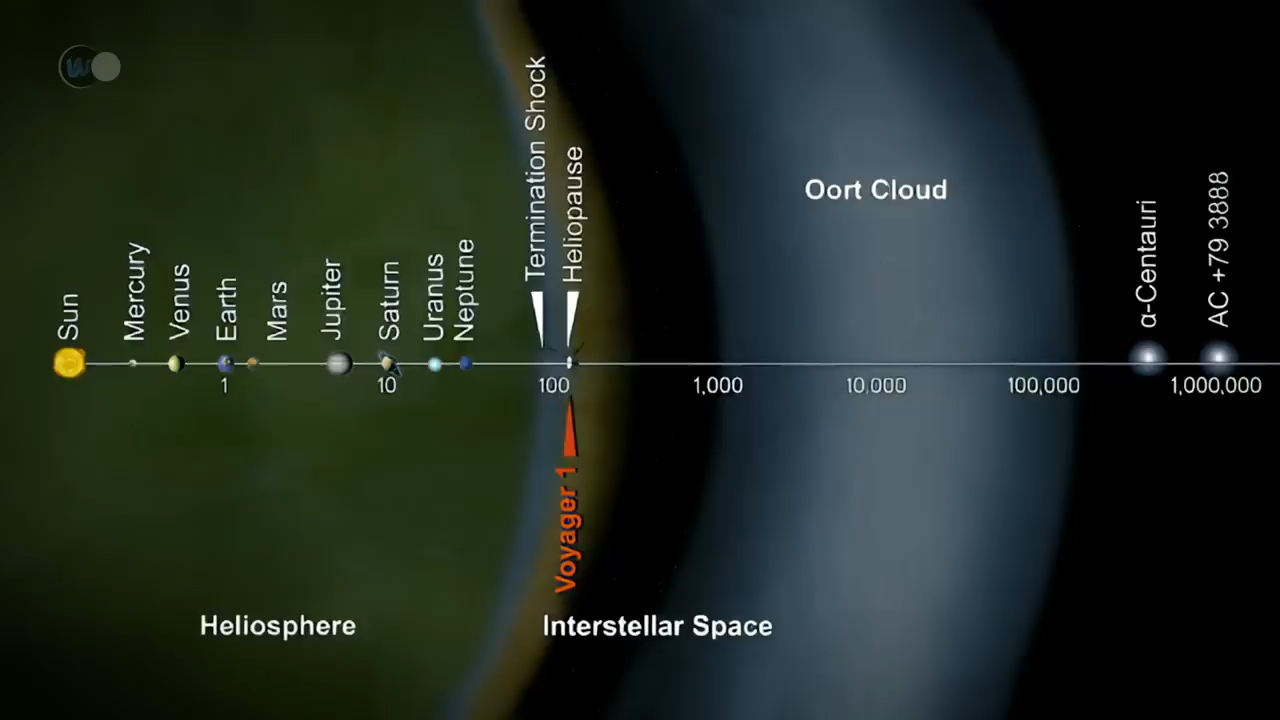 Sun
Mercury
Venus
Earth
Mars
Jupiter
Saturn
Uranus
Neptune
Termination Shock
Heliopause
Oort Cloud
α-Centauri
AC +79 3888
1
10
100
1,000
10,000
100,000
1,000,000
Voyager 1
Heliosphere
Interstellar Space